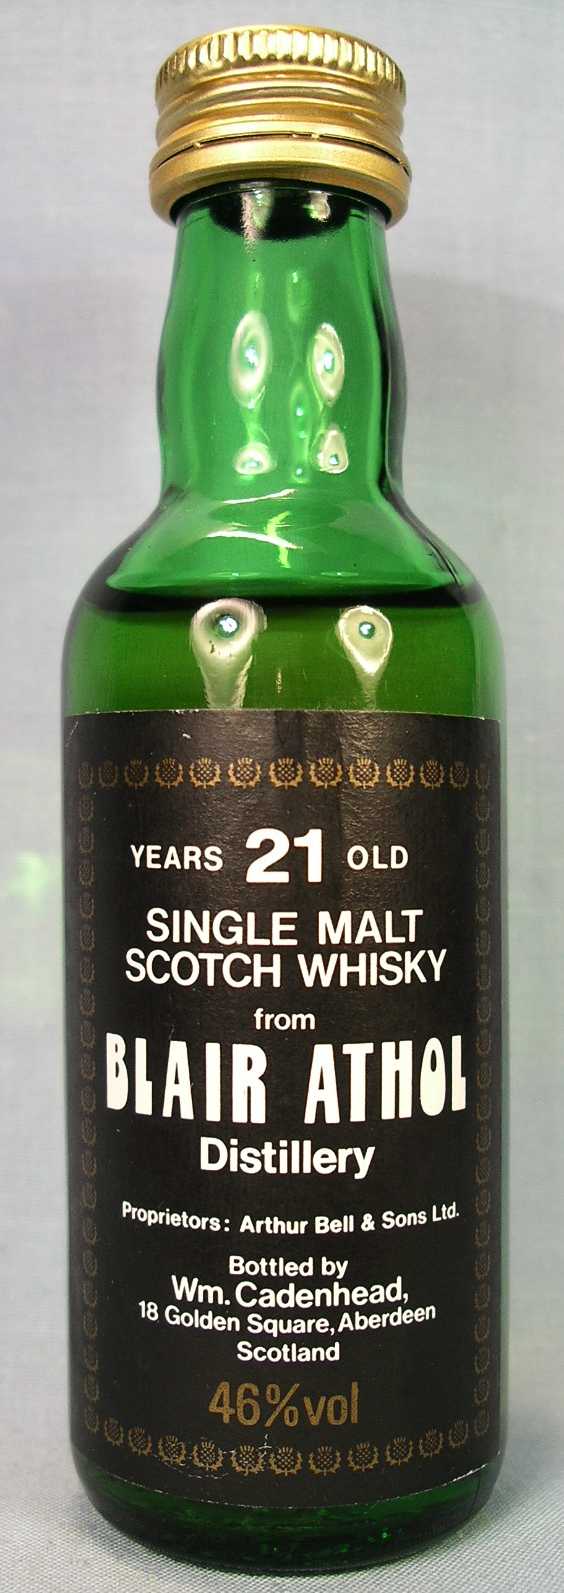 YEARS 21 OLD
SINGLE MALT
SCOTCH WHISKY
from
BLAIR ATHOL
Distillery
Proprietors: Arthur Bell & Sons Ltd.
Bottled by
Wm. Cadenhead,
18 Golden Square, Aberdeen
Scotland
46%vol